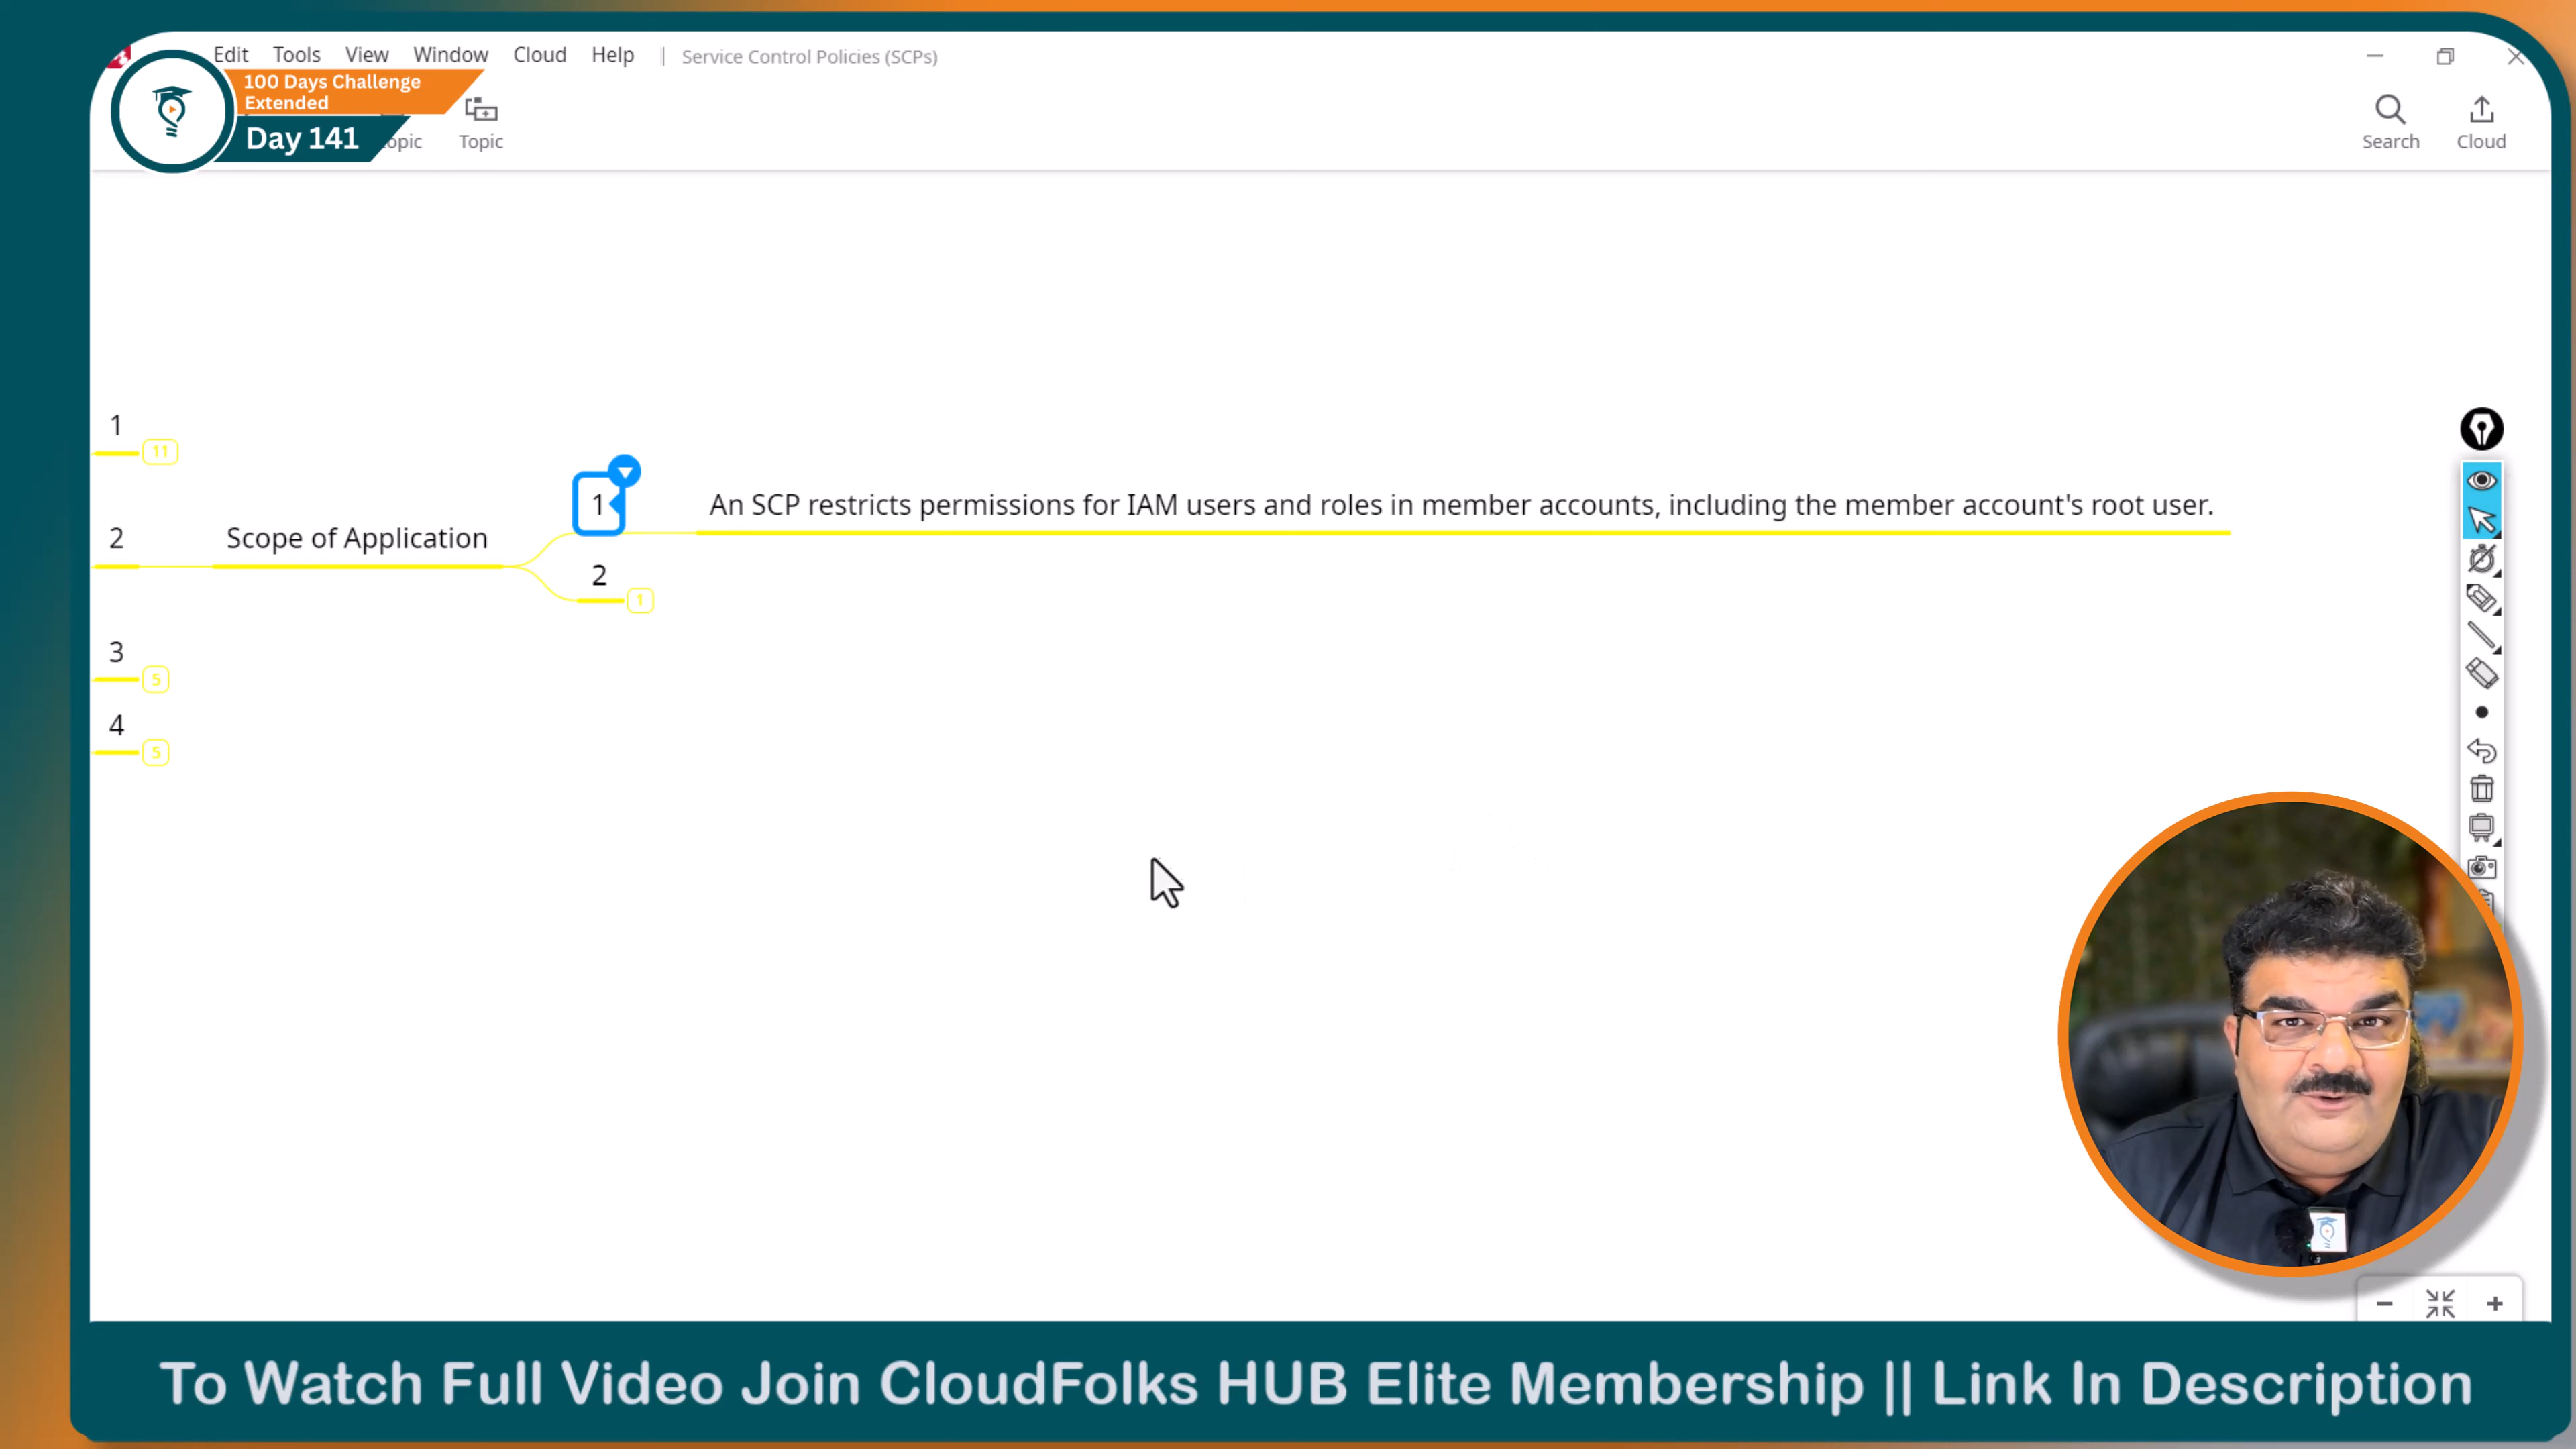 Edit Tools View Window Cloud Help | Service Control Policies (SCPs)
100 Days Challenge
Extended
Day 141
opic
Topic
Search
Cloud
1
11
2
Scope of Application
1
An SCP restricts permissions for IAM users and roles in member accounts, including the member account's root user.
2
1
3
5
4
5
To Watch Full Video Join CloudFolks HUB Elite Membership || Link In Description